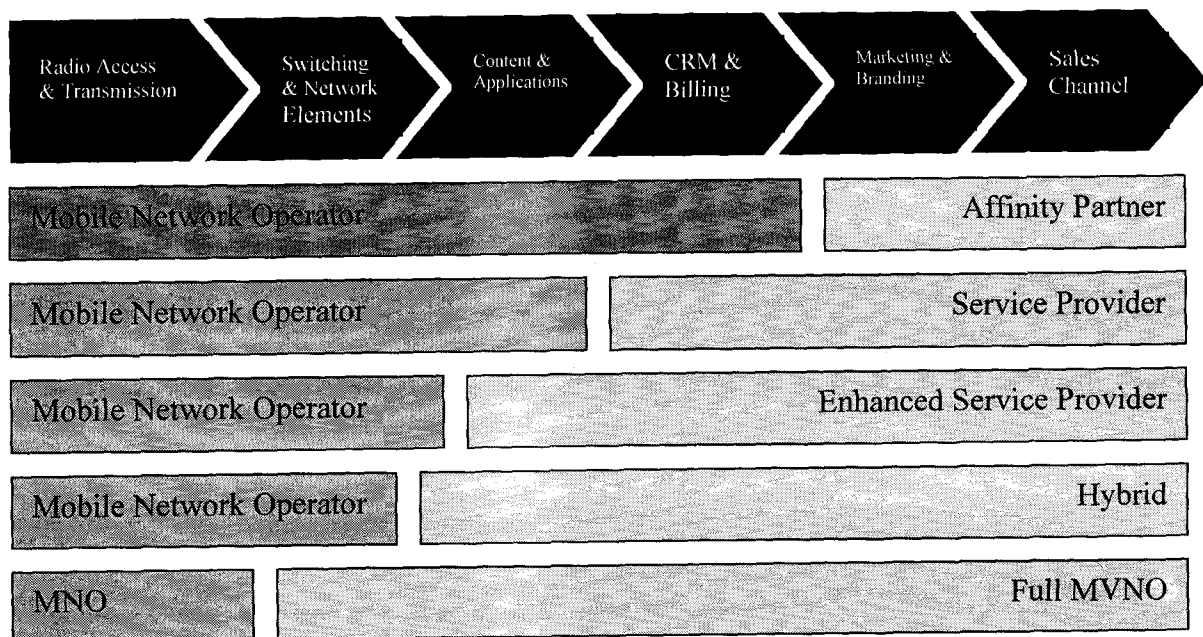 Radio Access
& Transmission
Switching
& Network
Elements
Content &
Applications
CRM &
Billing
Marketing &
Branding
Sales
Channel
Mobile Network Operator
Affinity Partner
Mobile Network Operator
Service Provider
Mobile Network Operator
Enhanced Service Provider
Mobile Network Operator
Hybrid
MNO
Full MVNO